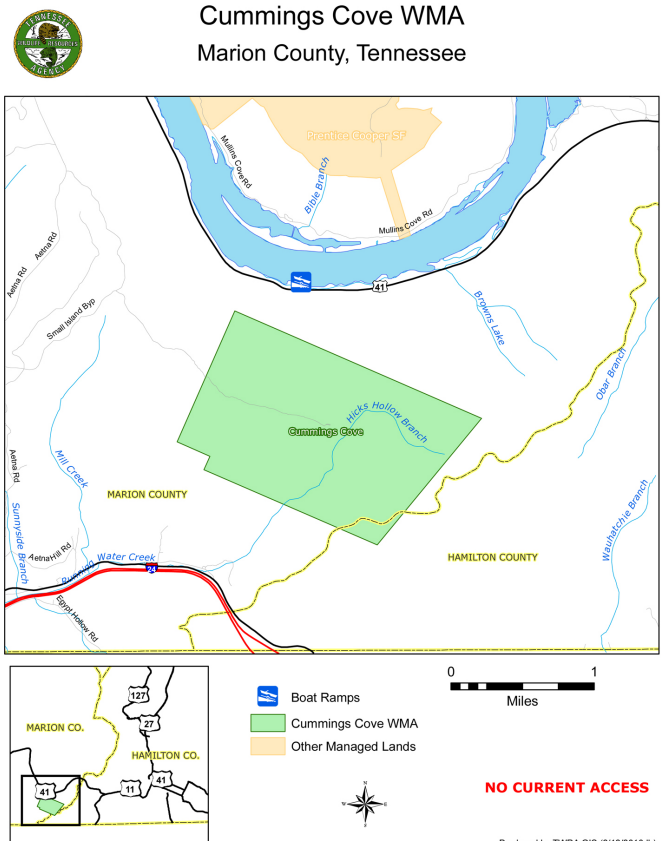 Cummings Cove WMA
Marion County, Tennessee
TENNESSEE
WILDLIFE RESOURCES
AGENCY
Prentice Cooper SF
Mullins Cove Rd
Bible Branch
Mullins Cove Rd
Aetna Rd
Aetna Rd
41
Small Island Byp
Browns Lake
Obar Branch
Hicks Hollow Branch
Cummings Cove
Aetna Rd
Mill Creek
MARION COUNTY
Sunnyside Branch
Wauhatchie Branch
Aetna Hill Rd
Running Water Creek
24
HAMILTON COUNTY
Egypt Hollow Rd
127
27
MARION CO.
HAMILTON CO.
41
11
41
Boat Ramps
Cummings Cove WMA
Other Managed Lands
0 1
Miles
N
W E
S
NO CURRENT ACCESS